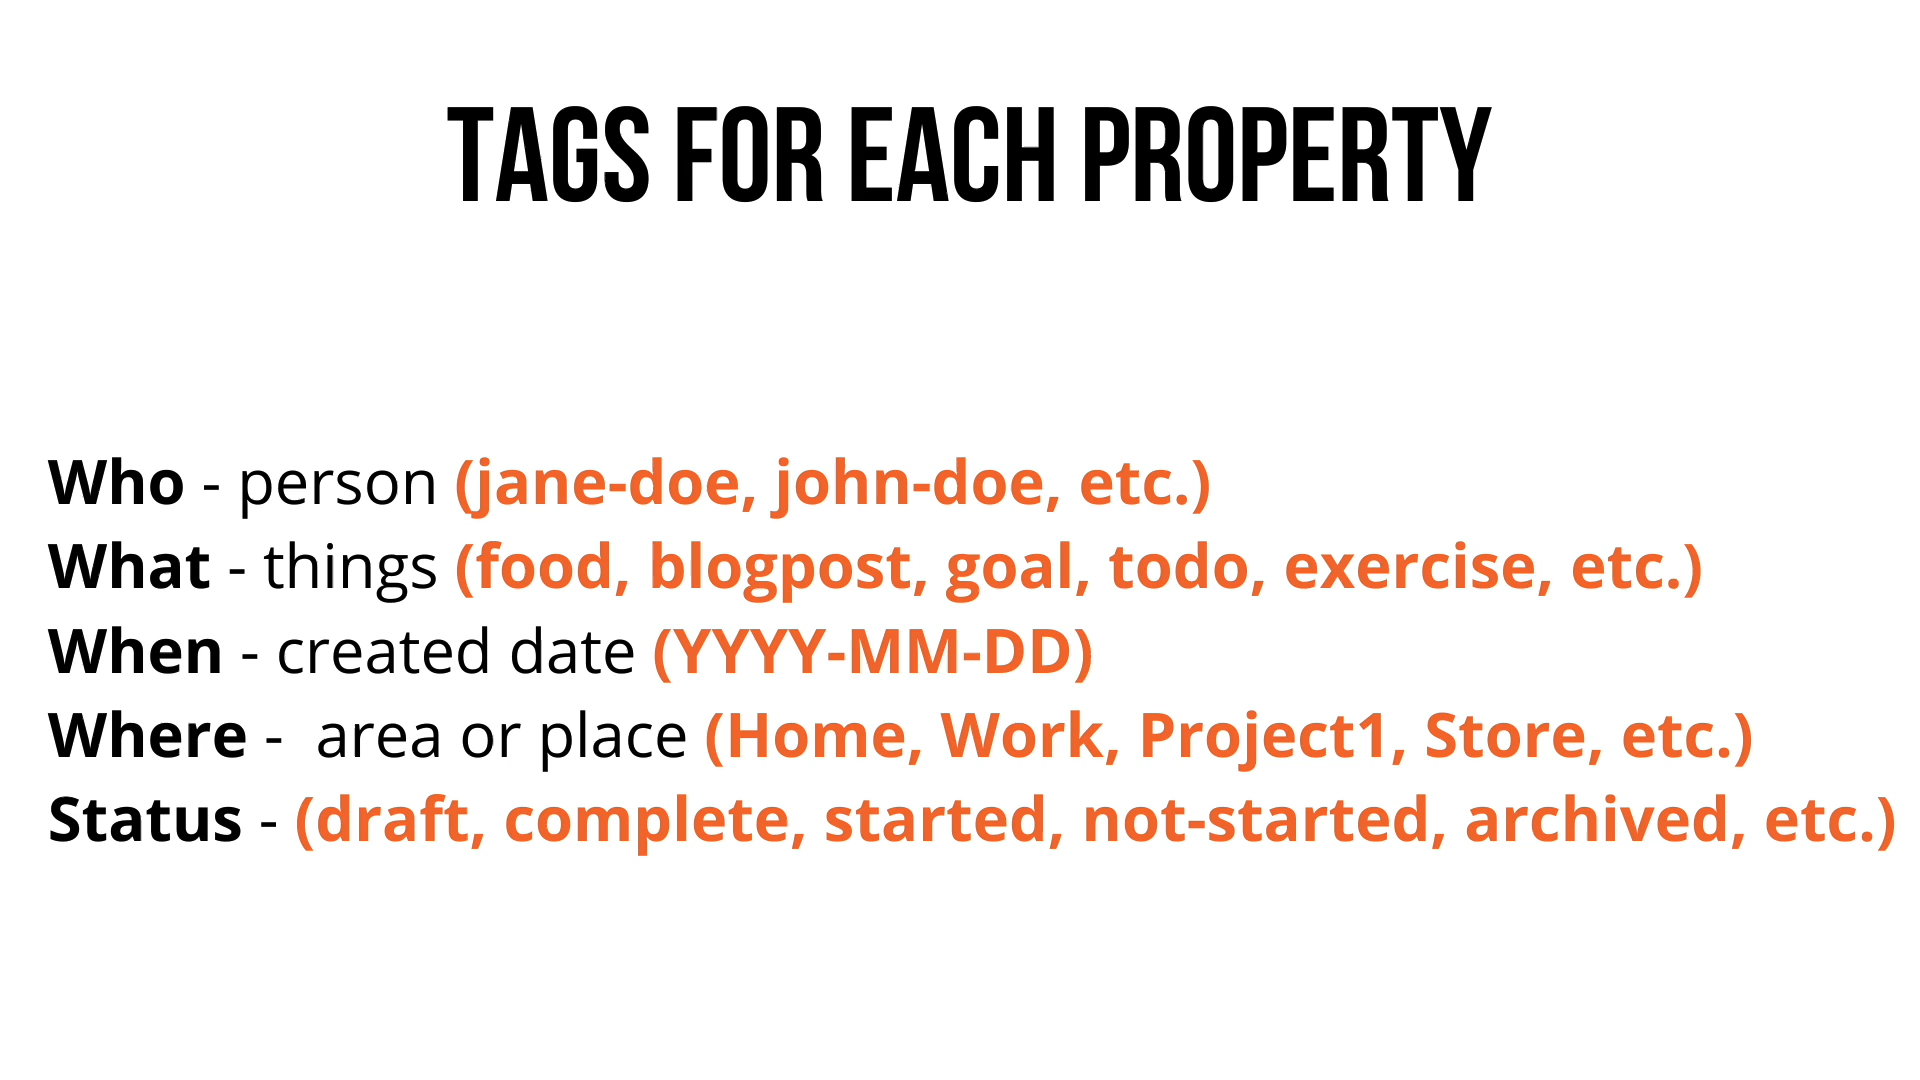 TAGS FOR EACH PROPERTY
Who - person (jane-doe, john-doe, etc.)
What - things (food, blogpost, goal, todo, exercise, etc.)
When - created date (YYYY-MM-DD)
Where -  area or place (Home, Work, Project1, Store, etc.)
Status - (draft, complete, started, not-started, archived, etc.)